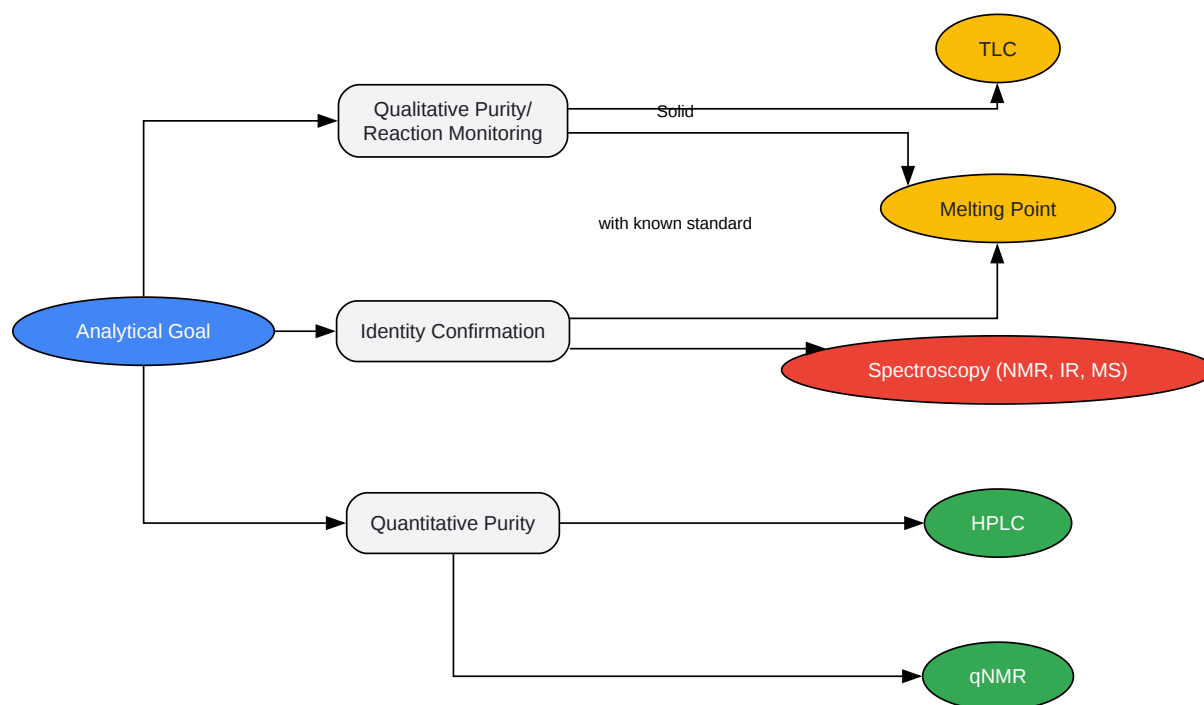 TLC
Qualitative Purity/
Reaction Monitoring
Solid
Melting Point
with known standard
Analytical Goal
Identity Confirmation
Spectroscopy (NMR, IR, MS)
Quantitative Purity
HPLC
qNMR